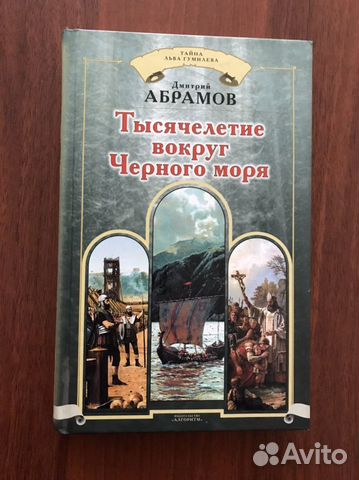 ТАЙНА
ЛЬВА ГУМИЛЕВА
Дмитрий
АБРАМОВ
Тысячелетие
вокруг
Черного моря
ИЗДАТЕЛЬСТВО
«АЛГОРИТМ»
Avito